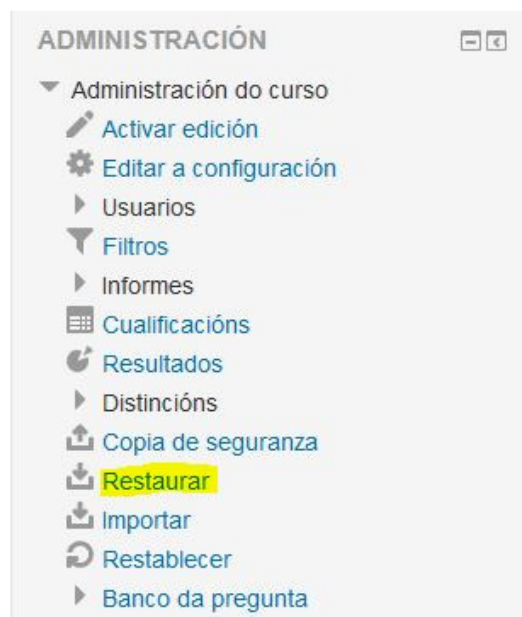 ADMINISTRACIÓN
Administración do curso
Activar edición
Editar a configuración
Usuarios
Filtros
Informes
Cualificacións
Resultados
Distincións
Copia de seguranza
Restaurar
Importar
Restablecer
Banco da pregunta